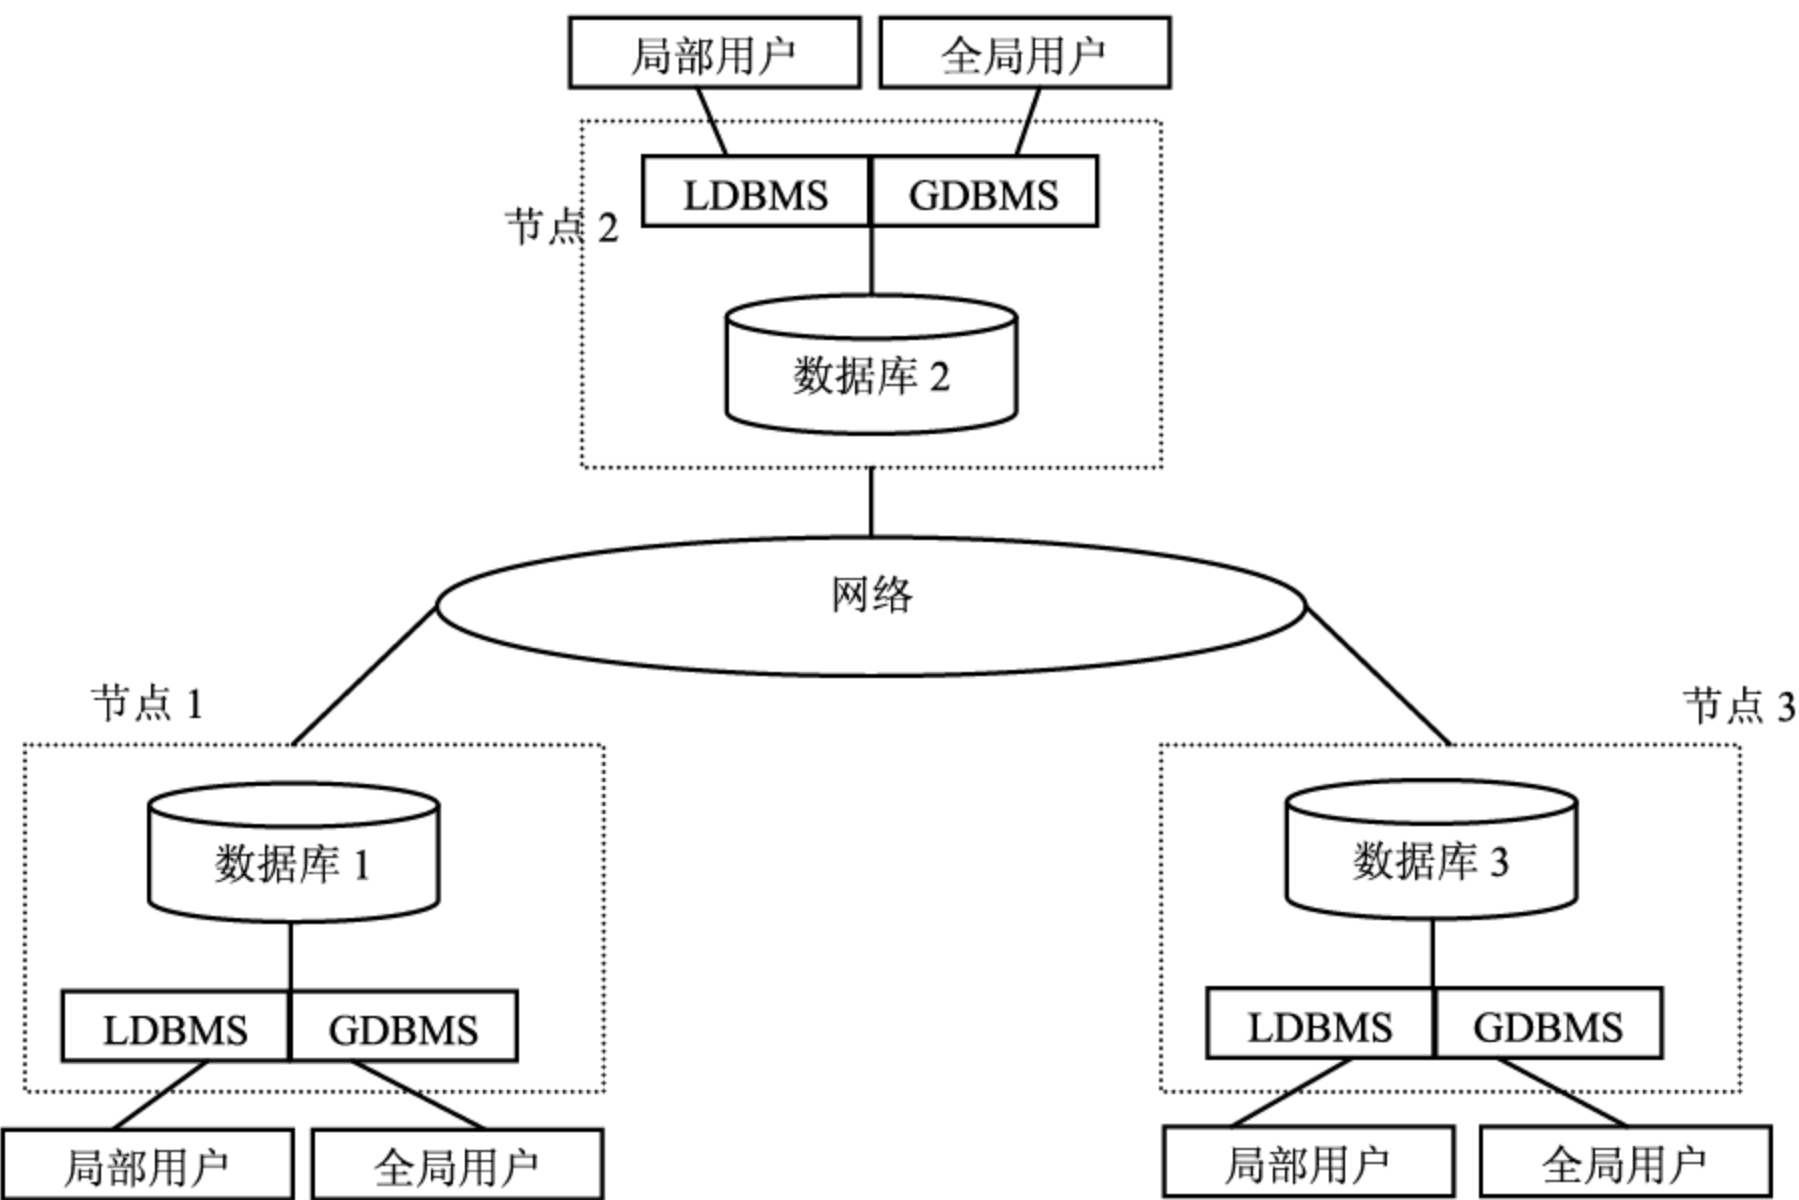 局部用户
全局用户
LDBMS
GDBMS
节点 2
数据库 2
网络
节点 1
节点 3
数据库 1
数据库 3
LDBMS
GDBMS
LDBMS
GDBMS
局部用户
全局用户
局部用户
全局用户